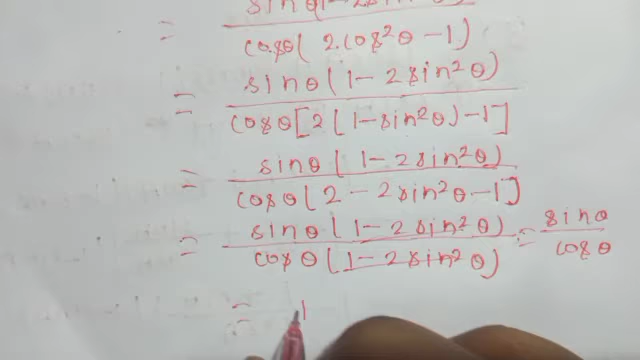 = sinθ(1-2sin²θ) / cosθ(2.cos²θ-1)
= sinθ(1-2sin²θ) / cosθ[2(1-sin²θ)-1]
= sinθ(1-2sin²θ) / cosθ[2-2sin²θ-1]
= sinθ(1-2sin²θ) / cosθ(1-2sin²θ) = sinθ / cosθ
=